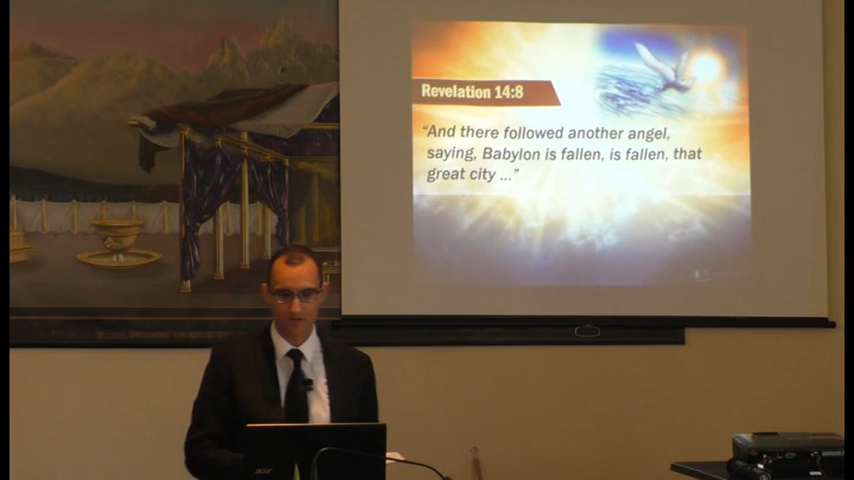 Revelation 14:8
“And there followed another angel,
saying, Babylon is fallen, is fallen, that
great city ...”
acer